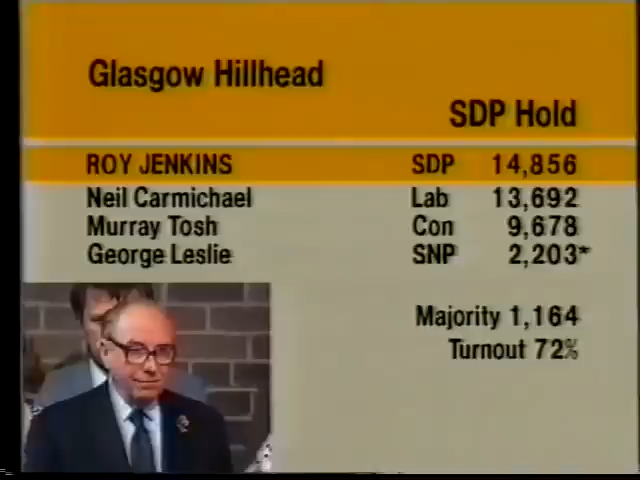 Glasgow Hillhead
SDP Hold
ROY JENKINS SDP 14,856
Neil Carmichael Lab 13,692
Murray Tosh Con 9,678
George Leslie SNP 2,203*
Majority 1,164
Turnout 72%